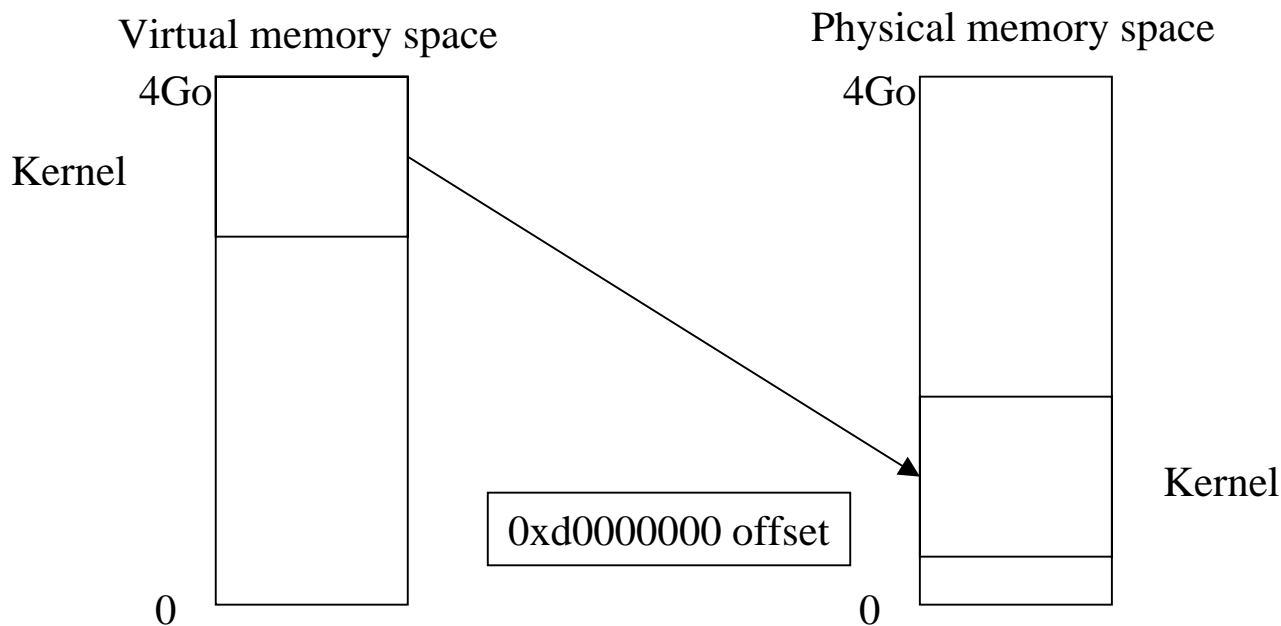 Virtual memory space
Physical memory space
4Go
4Go
Kernel
Kernel
0xd0000000 offset
0
0